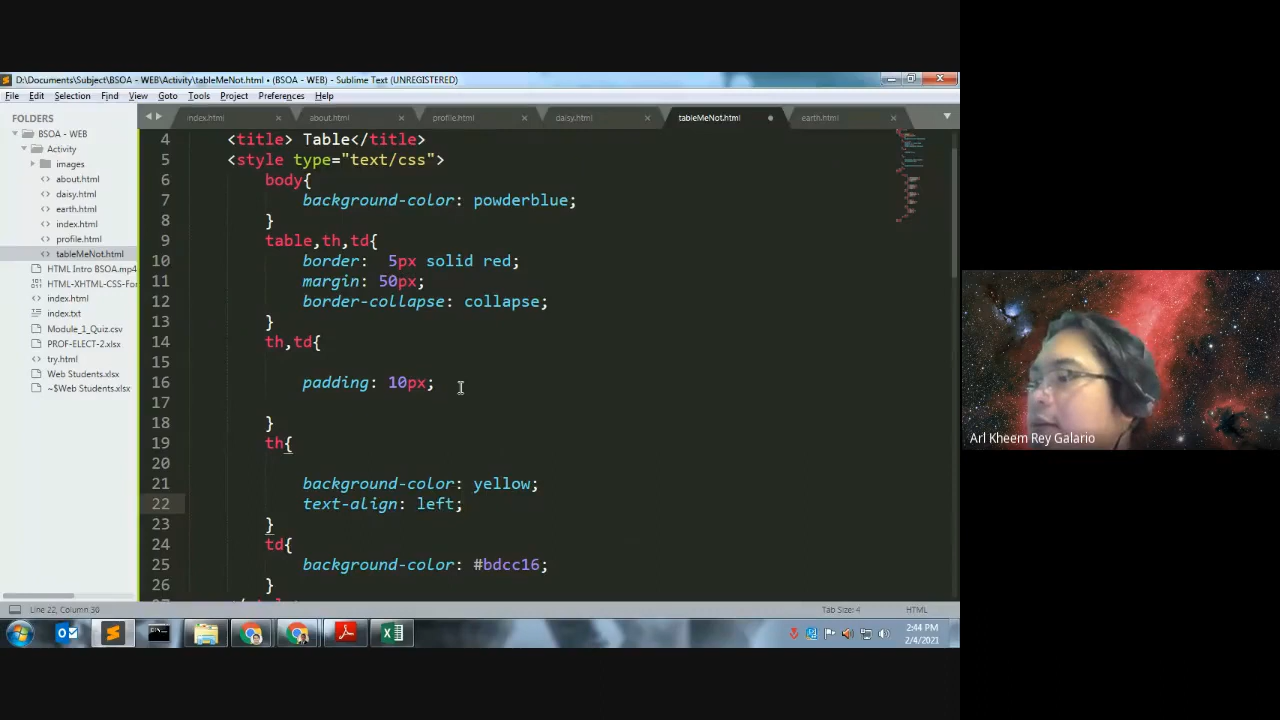 D:\Documents\Subject\BSOA - WEB\Activity\tableMeNot.html • (BSOA - WEB) - Sublime Text (UNREGISTERED)
File Edit Selection Find View Goto Tools Project Preferences Help
FOLDERS
BSOA - WEB
Activity
images
about.html
daisy.html
earth.html
index.html
profile.html
tableMeNot.html
HTML Intro BSOA.mp4
HTML-XHTML-CSS-For
index.html
index.txt
Module_1_Quiz.csv
PROF-ELECT-2.xlsx
try.html
Web Students.xlsx
~$Web Students.xlsx
index.html about.html profile.html daisy.html tableMeNot.html earth.html
4 <title> Table</title>
5 <style type="text/css">
6 body{
7 background-color: powderblue;
8 }
9 table,th,td{
10 border:  5px solid red;
11 margin: 50px;
12 border-collapse: collapse;
13 }
14 th,td{
15
16 padding: 10px;
17
18 }
19 th{
20
21 background-color: yellow;
22 text-align: left;
23 }
24 td{
25 background-color: #bdcc16;
26 }
Line 22, Column 30 Tab Size: 4 HTML
2:44 PM
2/4/2021
Arl Kheem Rey Galario